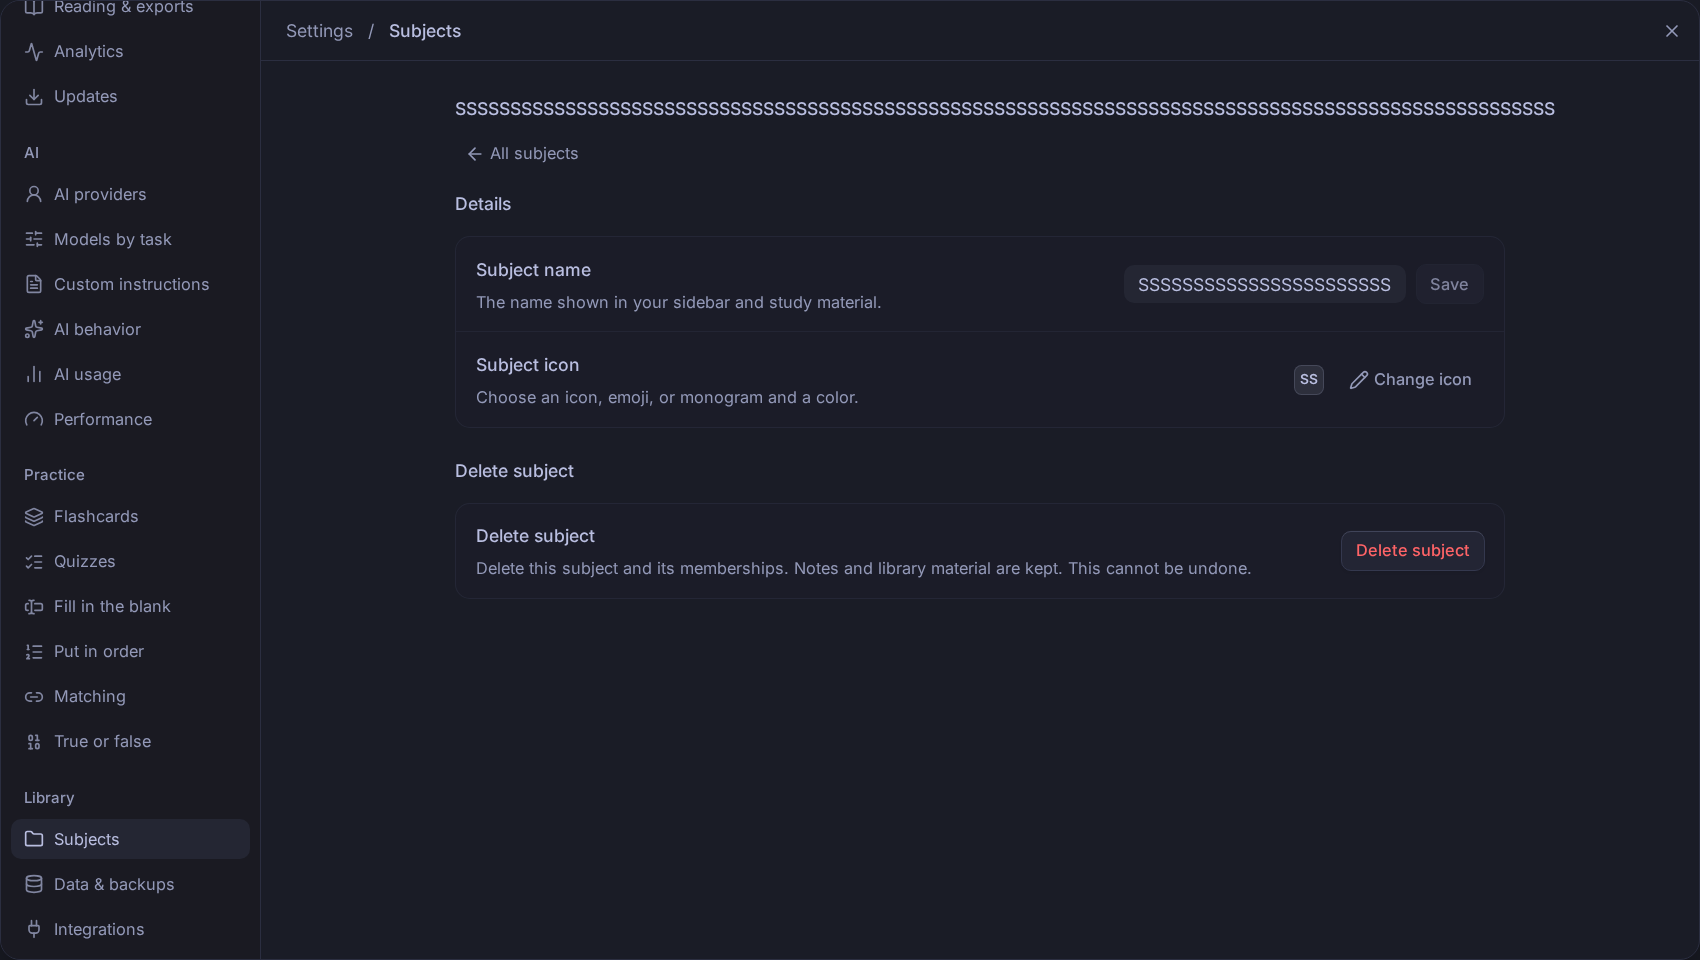 Reading & exports
Analytics
Updates
AI
AI providers
Models by task
Custom instructions
AI behavior
AI usage
Performance
Practice
Flashcards
Quizzes
Fill in the blank
Put in order
Matching
True or false
Library
Subjects
Data & backups
Integrations
Settings / Subjects
SSSSSSSSSSSSSSSSSSSSSSSSSSSSSSSSSSSSSSSSSSSSSSSSSSSSSSSSSSSSSSSSSSSSSSSSSSSSSSSSSSSSSSSSSSSSSSSSSSSS
All subjects
Details
Subject name
The name shown in your sidebar and study material.
SSSSSSSSSSSSSSSSSSSSSSS Save
Subject icon
Choose an icon, emoji, or monogram and a color.
SS Change icon
Delete subject
Delete subject
Delete this subject and its memberships. Notes and library material are kept. This cannot be undone.
Delete subject